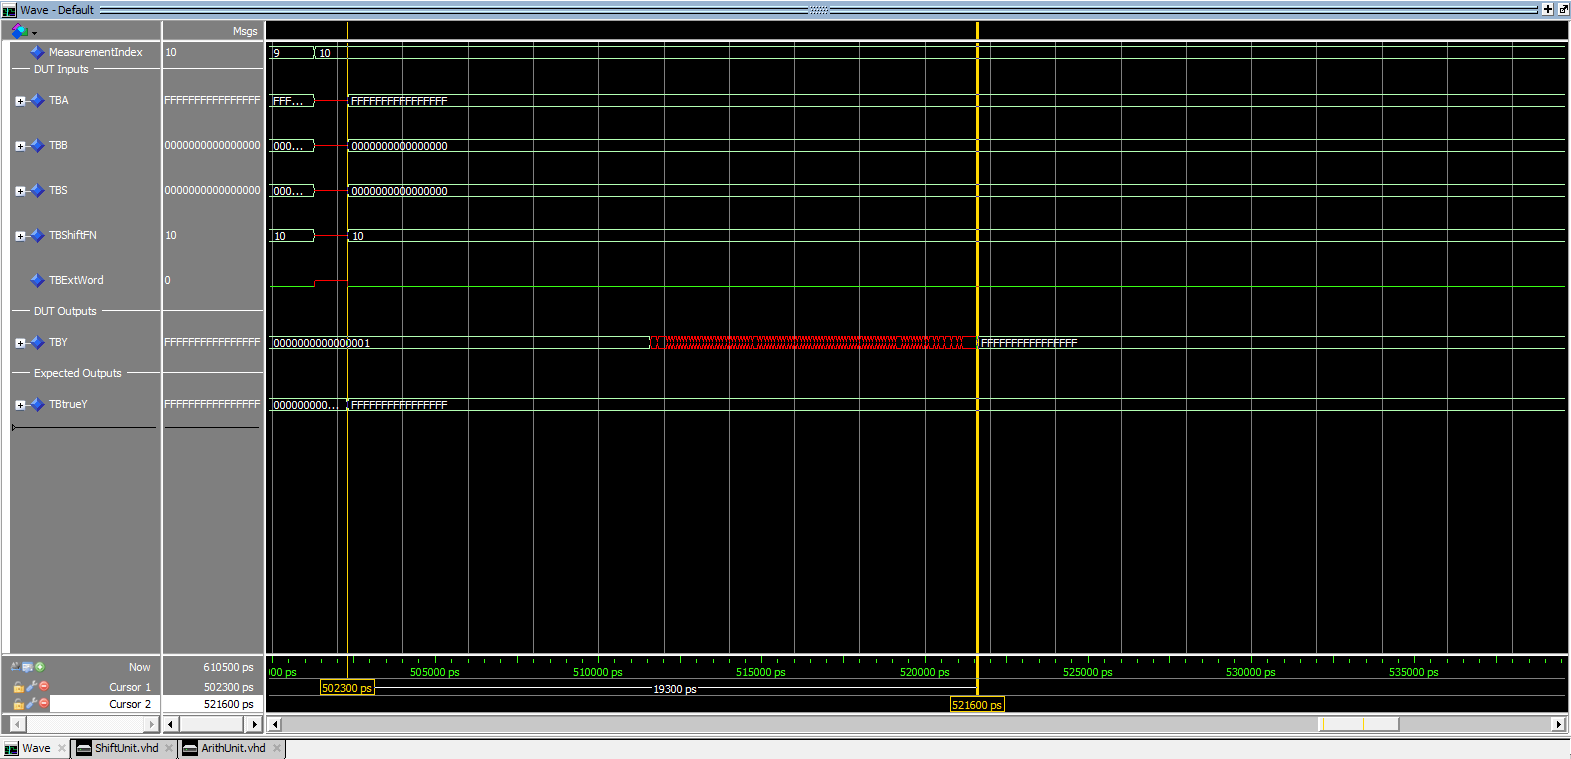 Wave - Default
Msgs
MeasurementIndex 10 9 10
DUT Inputs
TBA FFFFFFFFFFFFFFFF FFF... FFFFFFFFFFFFFFFF
TBB 0000000000000000 000... 0000000000000000
TBS 0000000000000000 000... 0000000000000000
TBShiftFN 10 10 10
TBExtWord 0
DUT Outputs
TBY FFFFFFFFFFFFFFFF 0000000000000001 FFFFFFFFFFFFFFFF
Expected Outputs
TBtrueY FFFFFFFFFFFFFFFF 000000000... FFFFFFFFFFFFFFFF
Now 610500 ps 00 ps 505000 ps 510000 ps 515000 ps 520000 ps 525000 ps 530000 ps 535000 ps
Cursor 1 502300 ps 502300 ps 19300 ps
Cursor 2 521600 ps 521600 ps
Wave ShiftUnit.vhd ArithUnit.vhd